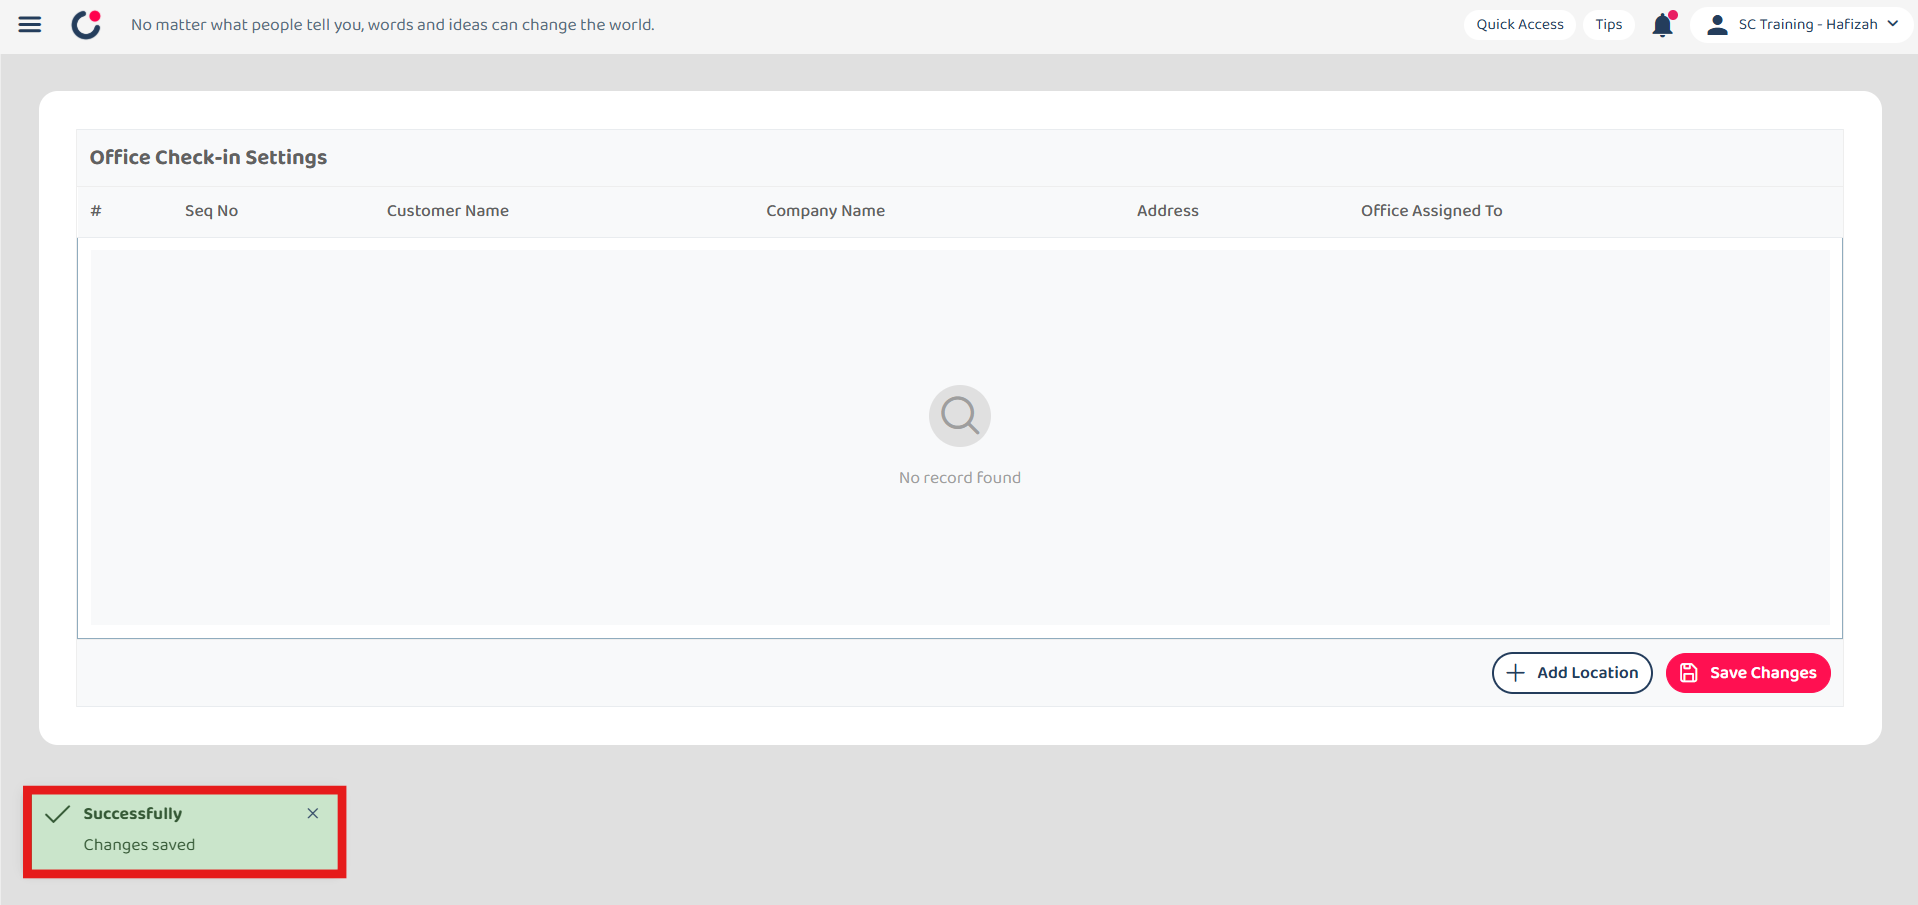 No matter what people tell you, words and ideas can change the world.
Quick Access
Tips
SC Training - Hafizah
Office Check-in Settings
# Seq No Customer Name Company Name Address Office Assigned To
No record found
Add Location
Save Changes
Successfully
Changes saved